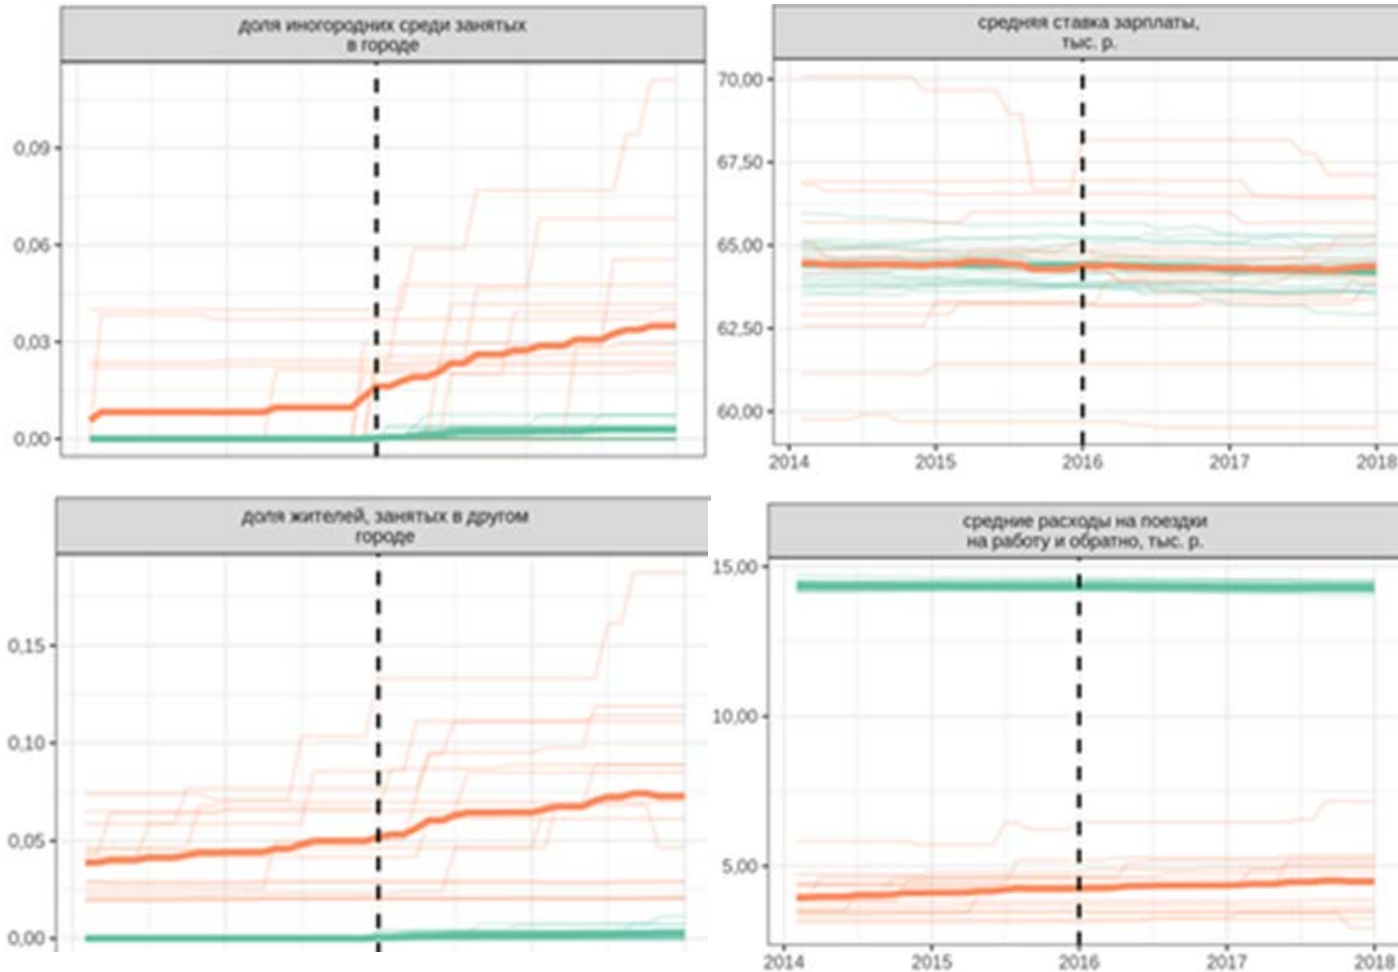 доля иногородних среди занятых
в городе
0,09
0,06
0,03
0,00
средняя ставка зарплаты,
тыс. р.
70,00
67,50
65,00
62,50
60,00
2014 2015 2016 2017 2018
доля жителей, занятых в другом
городе
0,15
0,10
0,05
0,00
средние расходы на поездки
на работу и обратно, тыс. р.
15,00
10,00
5,00
2014 2015 2016 2017 2018